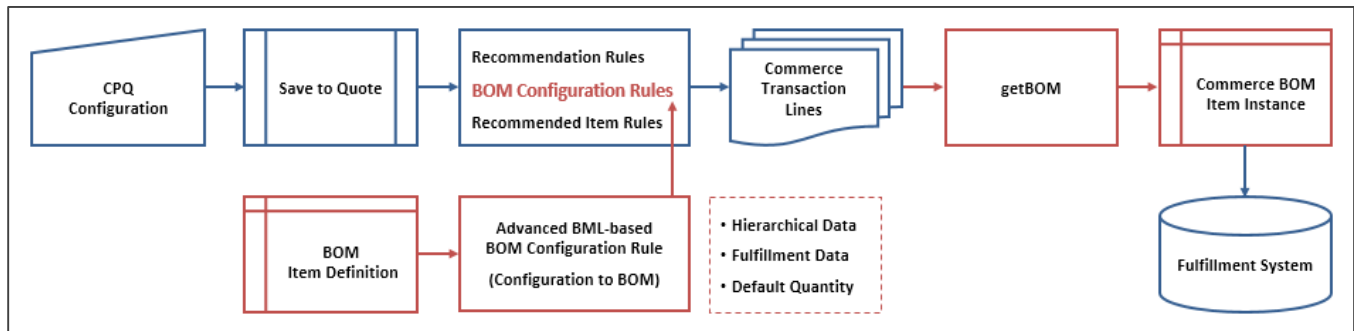 CPQ
Configuration
Save to Quote
Recommendation Rules
BOM Configuration Rules
Recommended Item Rules
Commerce
Transaction
Lines
getBOM
Commerce BOM
Item Instance
BOM
Item Definition
Advanced BML-based
BOM Configuration Rule
(Configuration to BOM)
• Hierarchical Data
• Fulfillment Data
• Default Quantity
Fulfillment System